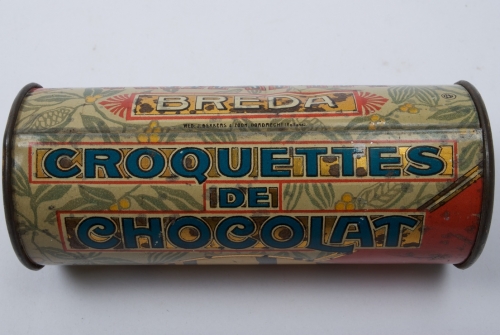 BREDA
CROQUETTES
DE
CHOCOLAT